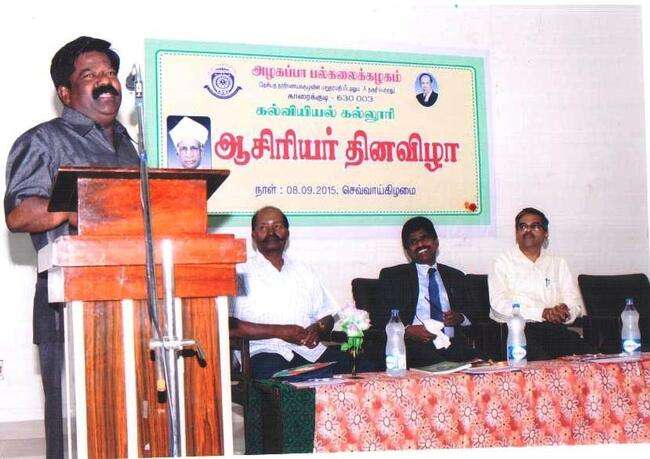 அழகப்பா பல்கலைக்கழகம்
காரைக்குடி - 630 003
கல்வியியல் கல்லூரி
ஆசிரியர் தினவிழா
நாள் : 08.09.2015, செவ்வாய்கிழமை